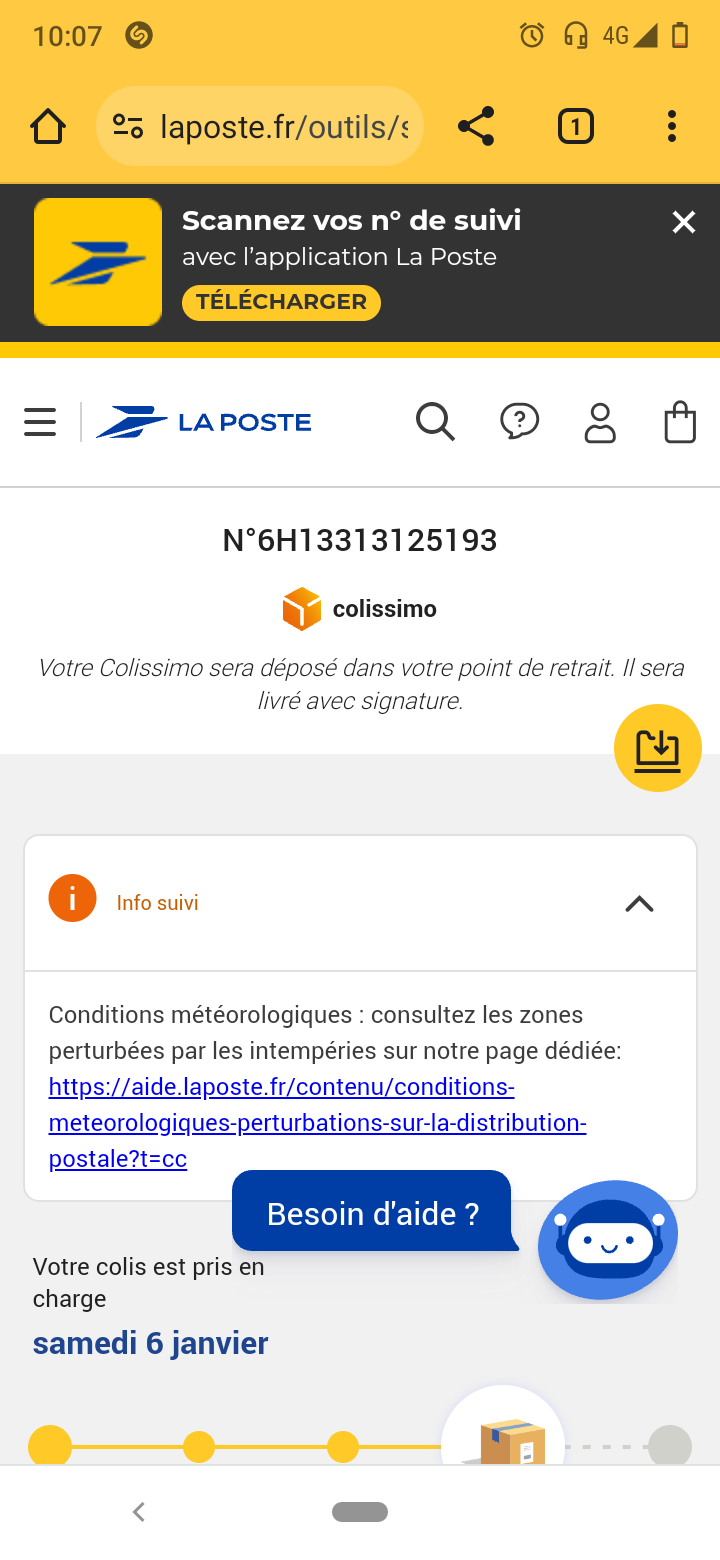 10:07
4G
laposte.fr/outils/s
1
Scannez vos n° de suivi
avec l'application La Poste
TÉLÉCHARGER
LA POSTE
?
N°6H13313125193
colissimo
Votre Colissimo sera déposé dans votre point de retrait. Il sera
livré avec signature.
i
Info suivi
Conditions météorologiques : consultez les zones
perturbées par les intempéries sur notre page dédiée:
https://aide.laposte.fr/contenu/conditions-
meteorologiques-perturbations-sur-la-distribution-
postale?t=cc
Besoin d'aide ?
Votre colis est pris en
charge
samedi 6 janvier